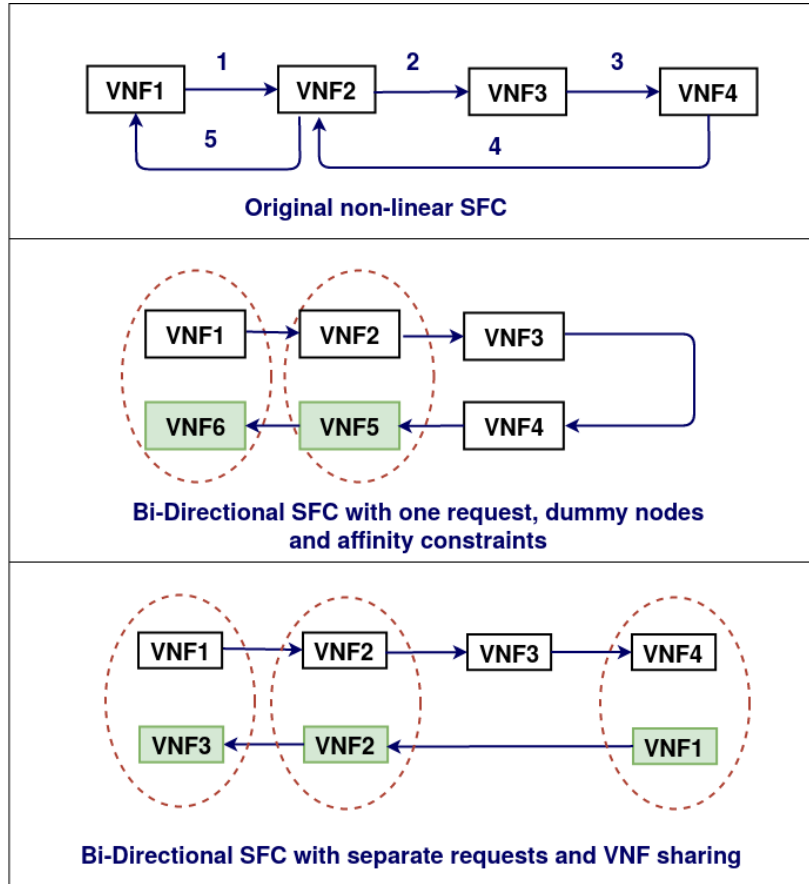 1
2
3
VNF1
VNF2
VNF3
VNF4
5
4
Original non-linear SFC
VNF1
VNF2
VNF3
VNF6
VNF5
VNF4
Bi-Directional SFC with one request, dummy nodes
and affinity constraints
VNF1
VNF2
VNF3
VNF4
VNF3
VNF2
VNF1
Bi-Directional SFC with separate requests and VNF sharing